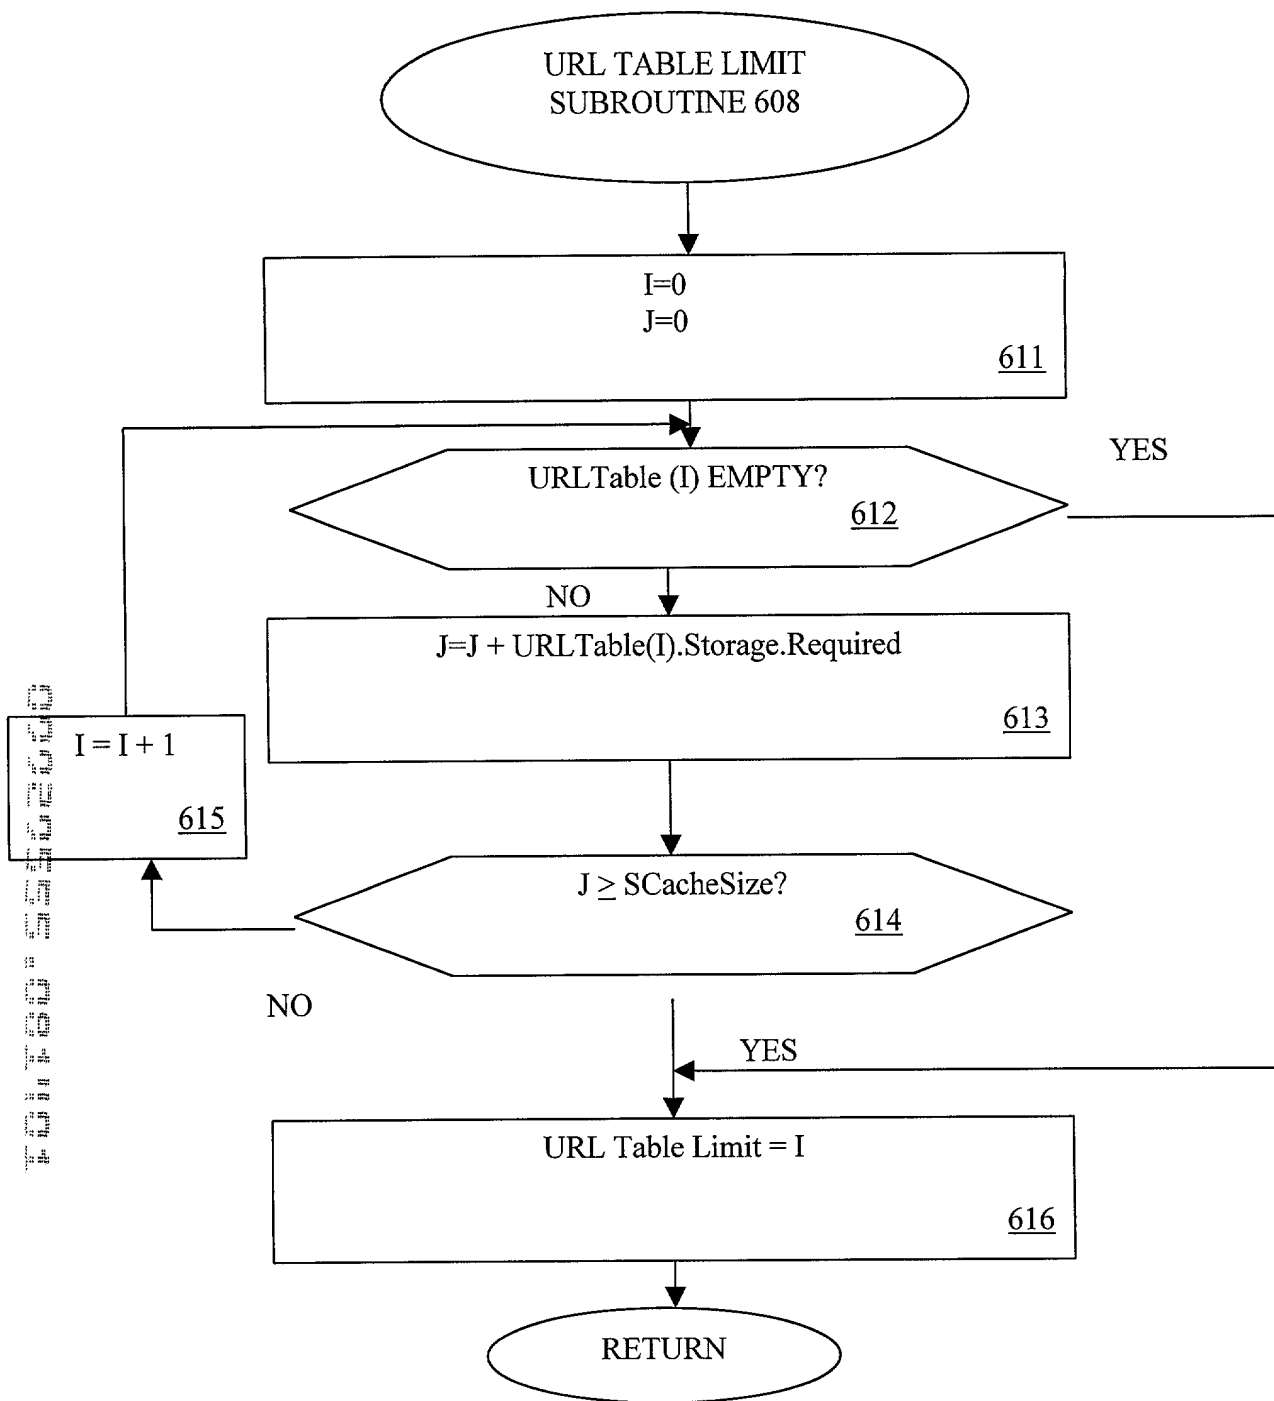 URL TABLE LIMIT
SUBROUTINE 608
I=0
J=0
611
YES
URLTable (I) EMPTY?
612
NO
J=J + URLTable(I).Storage.Required
613
I = I + 1
615
J ≥ SCacheSize?
614
NO
YES
URL Table Limit = I
616
RETURN